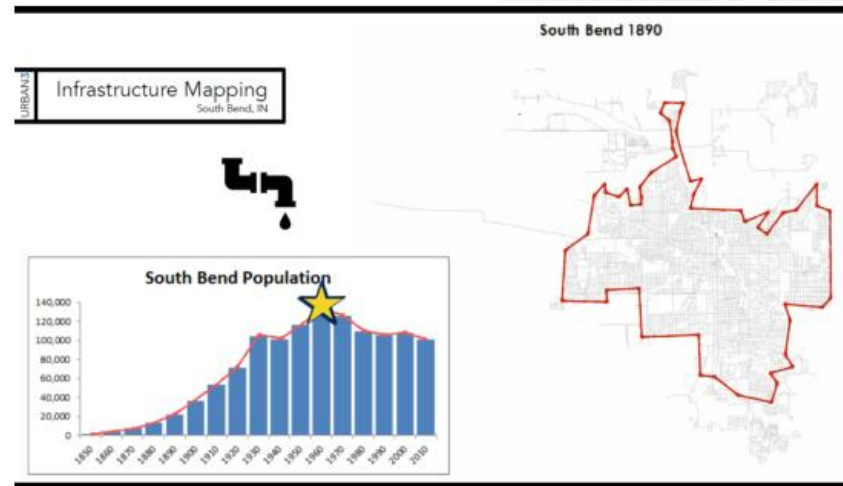 South Bend 1890
URBAN3
Infrastructure Mapping
South Bend, IN
South Bend Population
140,000
120,000
100,000
80,000
60,000
40,000
20,000
0
1850 1860 1870 1880 1890 1900 1910 1920 1930 1940 1950 1960 1970 1980 1990 2000 2010